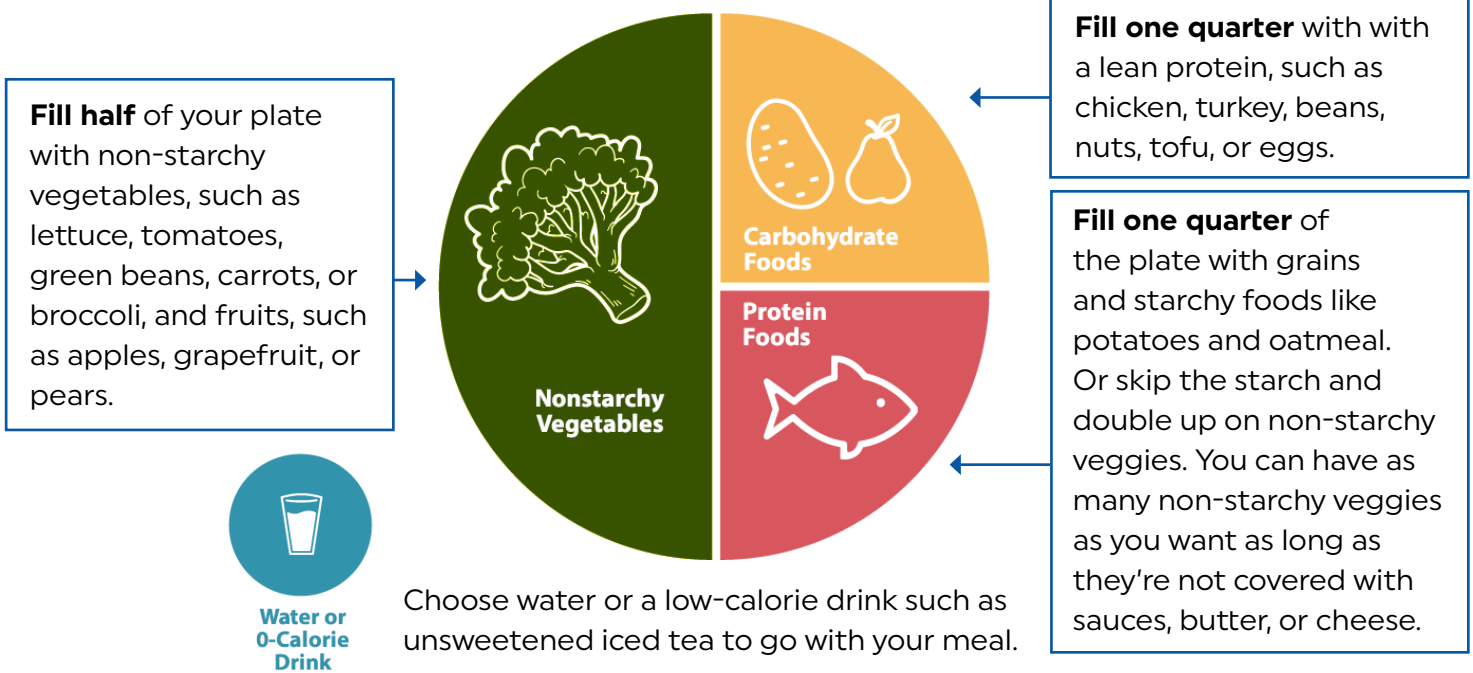 Fill half of your plate
with non-starchy
vegetables, such as
lettuce, tomatoes,
green beans, carrots, or
broccoli, and fruits, such
as apples, grapefruit, or
pears.
Nonstarchy
Vegetables
Carbohydrate
Foods
Protein
Foods
Fill one quarter with with
a lean protein, such as
chicken, turkey, beans,
nuts, tofu, or eggs.
Fill one quarter of
the plate with grains
and starchy foods like
potatoes and oatmeal.
Or skip the starch and
double up on non-starchy
veggies. You can have as
many non-starchy veggies
as you want as long as
they’re not covered with
sauces, butter, or cheese.
Water or
0-Calorie
Drink
Choose water or a low-calorie drink such as
unsweetened iced tea to go with your meal.